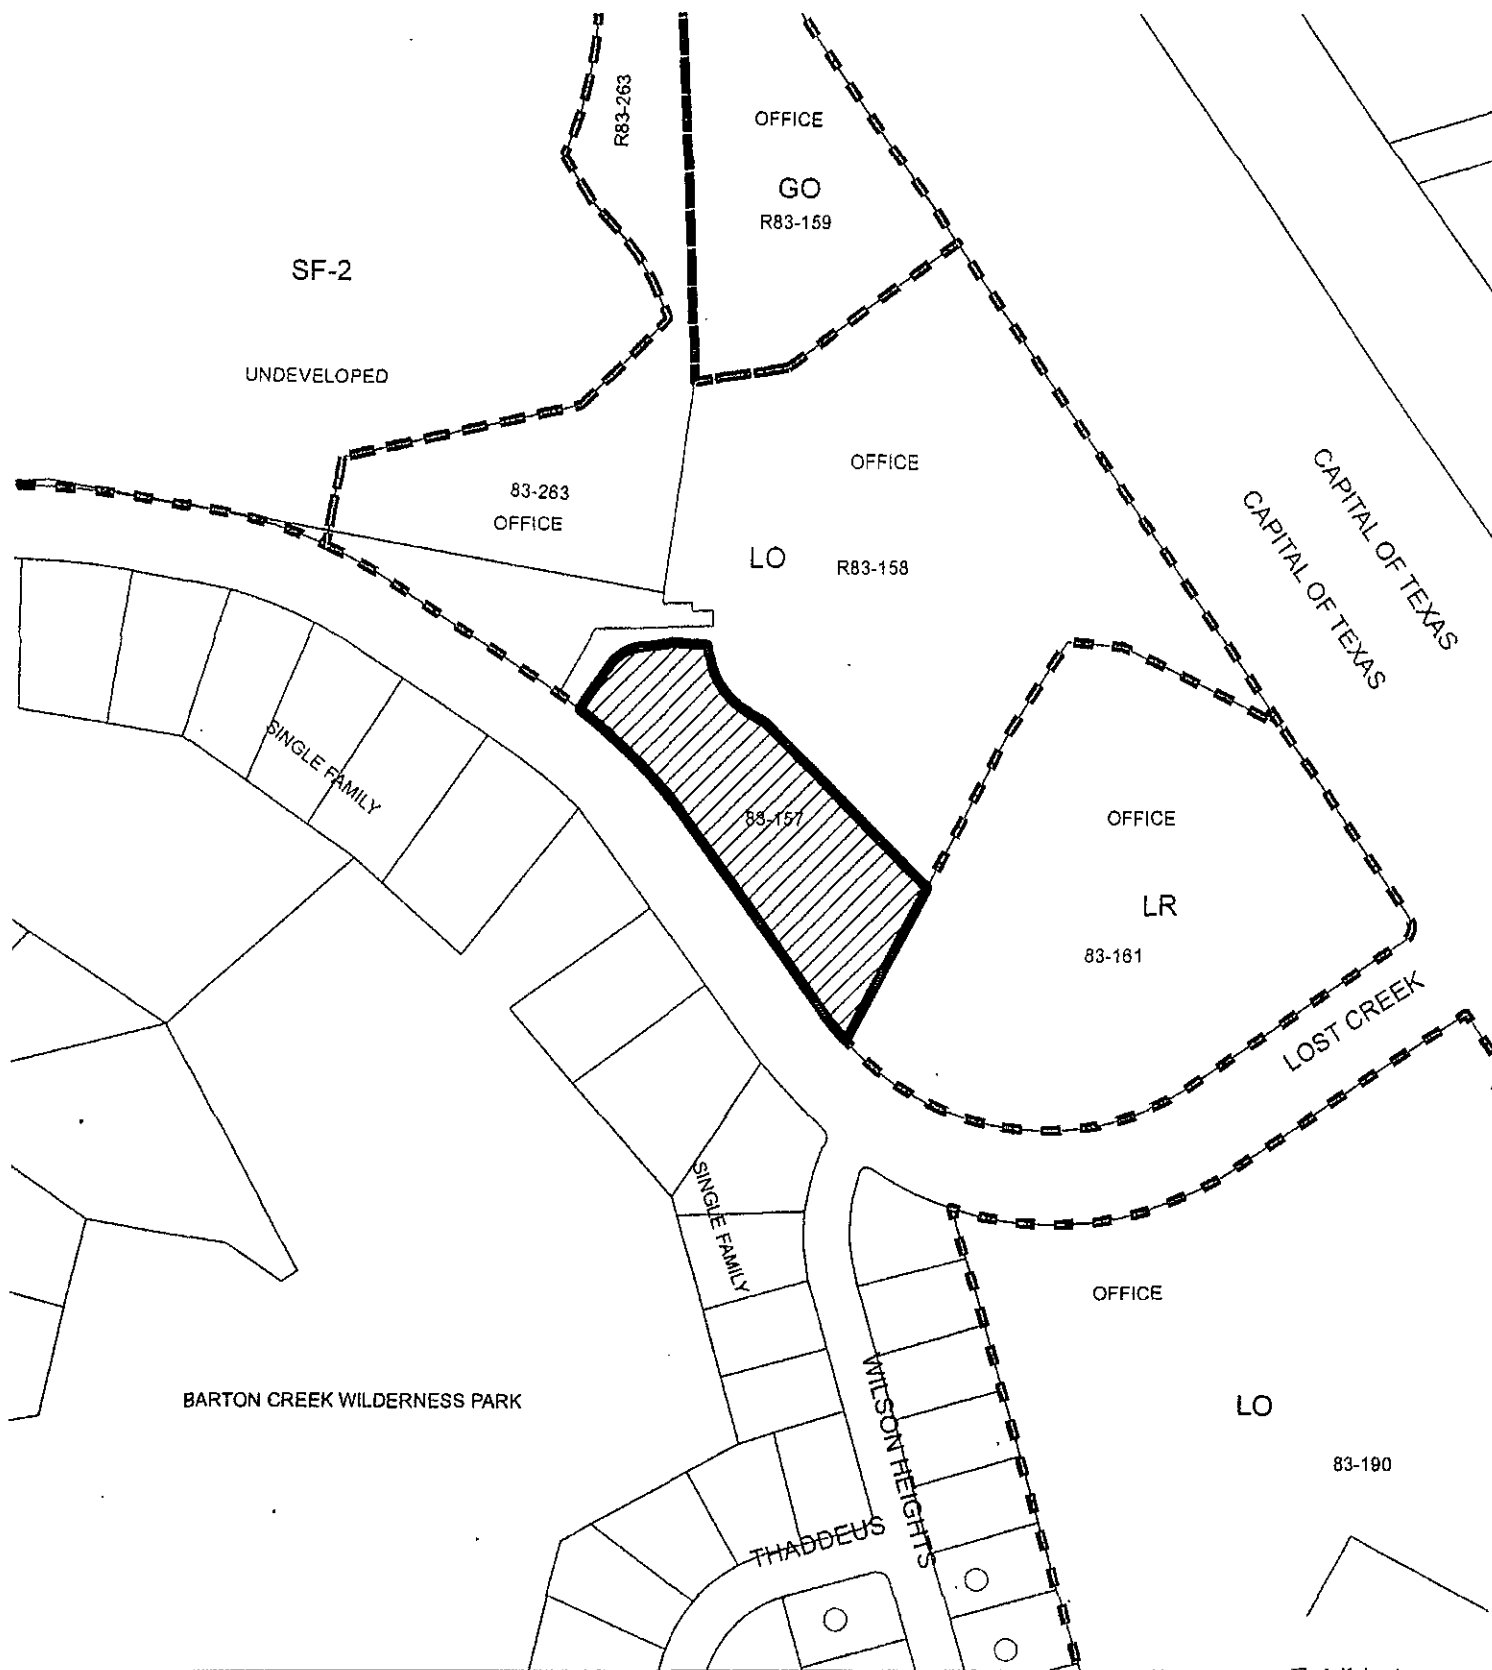 R83-263
OFFICE
GO
R83-159
SF-2
UNDEVELOPED
OFFICE
83-263
OFFICE
LO
R83-158
CAPITAL OF TEXAS
CAPITAL OF TEXAS
SINGLE FAMILY
83-157
OFFICE
LR
83-161
LOST CREEK
SINGLE FAMILY
OFFICE
BARTON CREEK WILDERNESS PARK
WILSON HEIGHTS
LO
83-190
THADDEUS